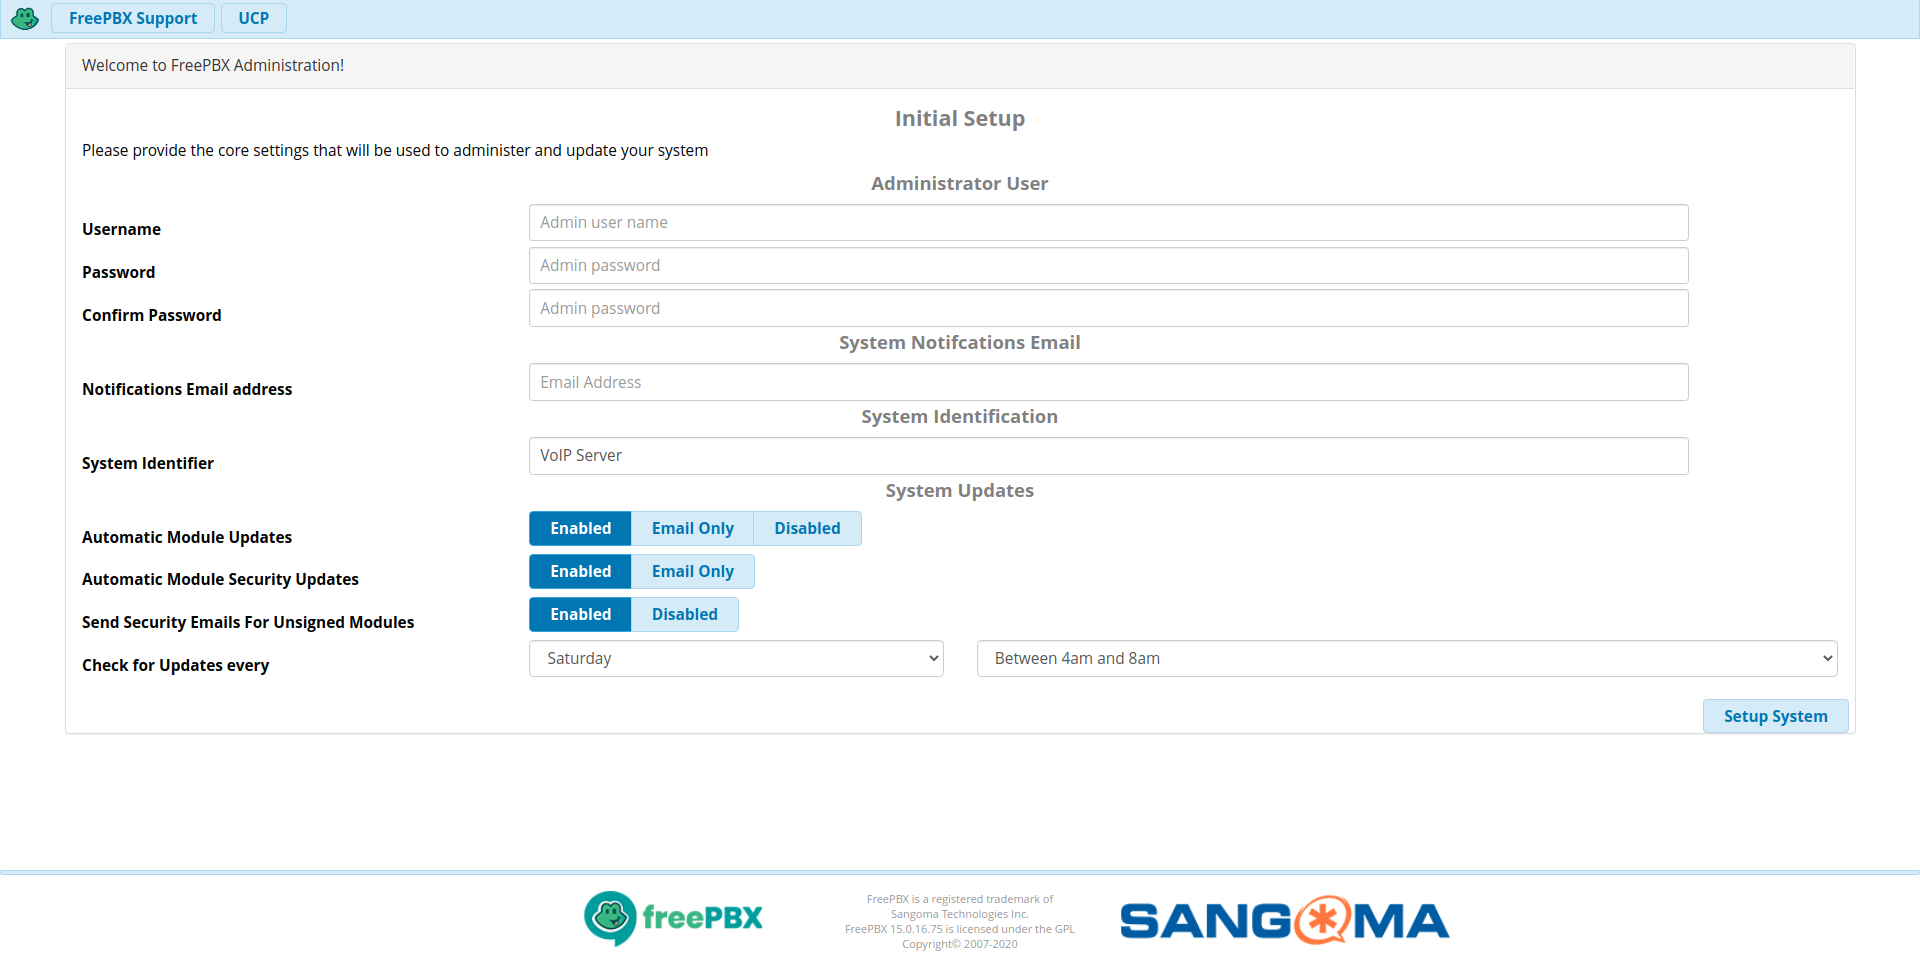 FreePBX Support UCP
Welcome to FreePBX Administration!
Initial Setup
Please provide the core settings that will be used to administer and update your system
Administrator User
Username Admin user name
Password Admin password
Confirm Password Admin password
System Notifcations Email
Notifications Email address Email Address
System Identification
System Identifier VoIP Server
System Updates
Automatic Module Updates Enabled Email Only Disabled
Automatic Module Security Updates Enabled Email Only
Send Security Emails For Unsigned Modules Enabled Disabled
Check for Updates every Saturday Between 4am and 8am
Setup System
freePBX
FreePBX is a registered trademark of
Sangoma Technologies Inc.
FreePBX 15.0.16.75 is licensed under the GPL
Copyright© 2007-2020
SANGOMA